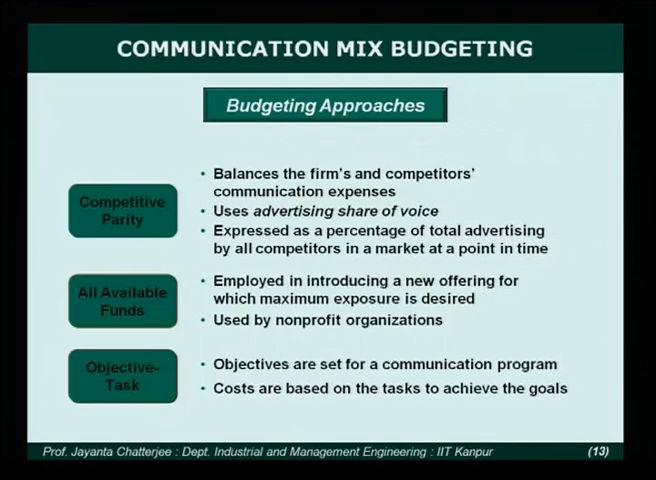 COMMUNICATION MIX BUDGETING
Budgeting Approaches
Competitive
Parity
• Balances the firm's and competitors'
communication expenses
• Uses advertising share of voice
• Expressed as a percentage of total advertising
by all competitors in a market at a point in time
All Available
Funds
• Employed in introducing a new offering for
which maximum exposure is desired
• Used by nonprofit organizations
Objective-
Task
• Objectives are set for a communication program
• Costs are based on the tasks to achieve the goals
Prof. Jayanta Chatterjee : Dept. Industrial and Management Engineering : IIT Kanpur (13)